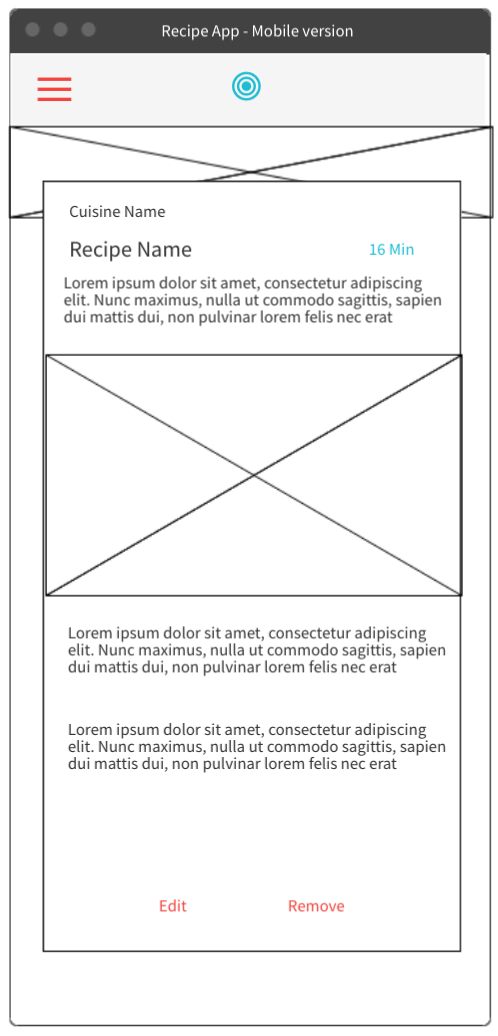 Recipe App - Mobile version
Cuisine Name
Recipe Name
16 Min
Lorem ipsum dolor sit amet, consectetur adipiscing
elit. Nunc maximus, nulla ut commodo sagittis, sapien
dui mattis dui, non pulvinar lorem felis nec erat
Lorem ipsum dolor sit amet, consectetur adipiscing
elit. Nunc maximus, nulla ut commodo sagittis, sapien
dui mattis dui, non pulvinar lorem felis nec erat
Lorem ipsum dolor sit amet, consectetur adipiscing
elit. Nunc maximus, nulla ut commodo sagittis, sapien
dui mattis dui, non pulvinar lorem felis nec erat
Edit
Remove